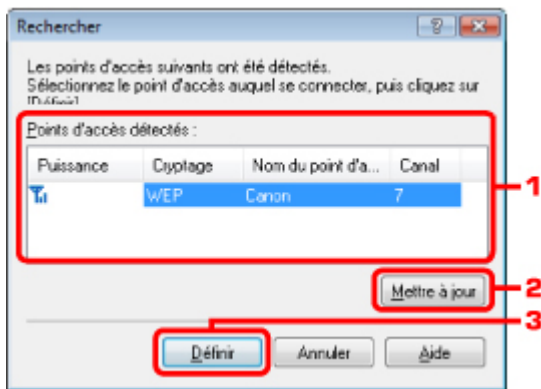 Rechercher
Les points d'accès suivants ont été détectés.
Sélectionnez le point d'accès auquel se connecter, puis cliquez sur
[Définir].
Points d'accès détectés :
Puissance Cryptage Nom du point d'a... Canal
WEP Canon 7
1
Mettre à jour
2
3
Définir Annuler Aide